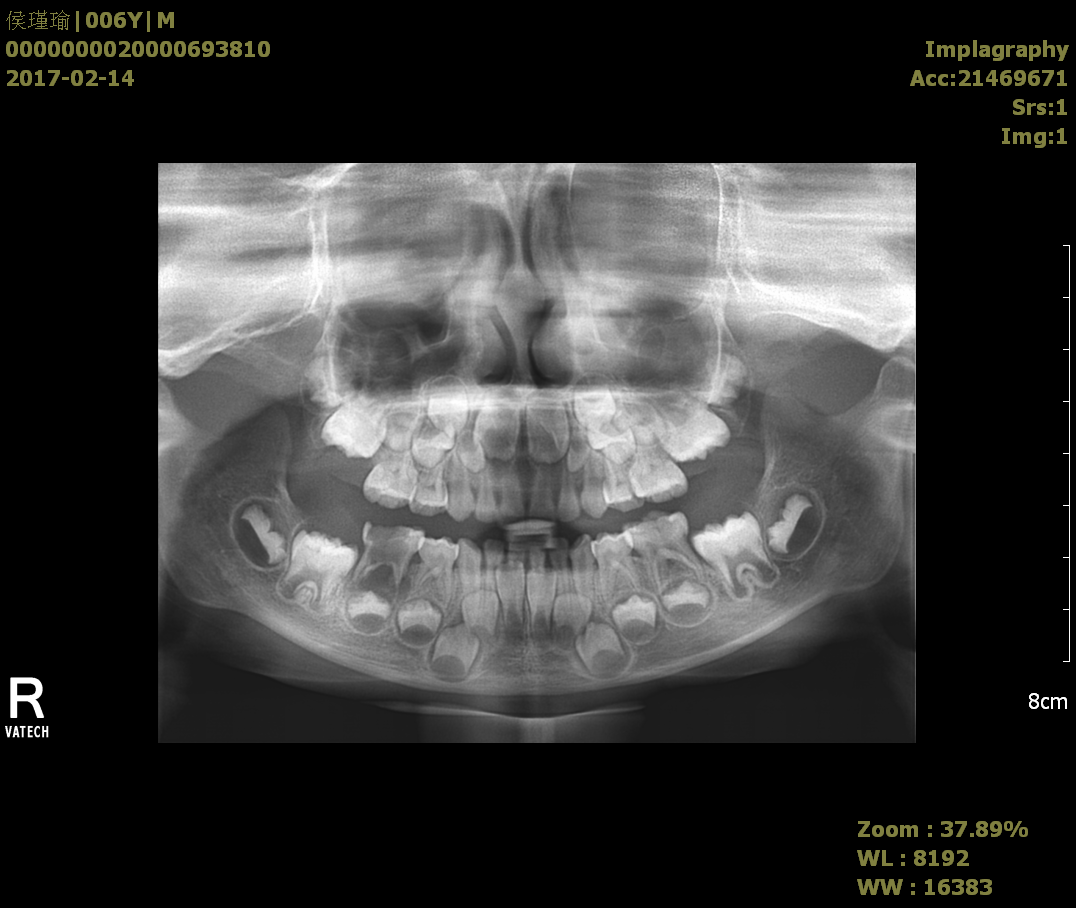 侯瑾瑜|006Y|M
0000000020000693810
2017-02-14
Implagraphy
Acc:21469671
Srs:1
Img:1
R
VATECH
8cm
Zoom : 37.89%
WL : 8192
WW : 16383